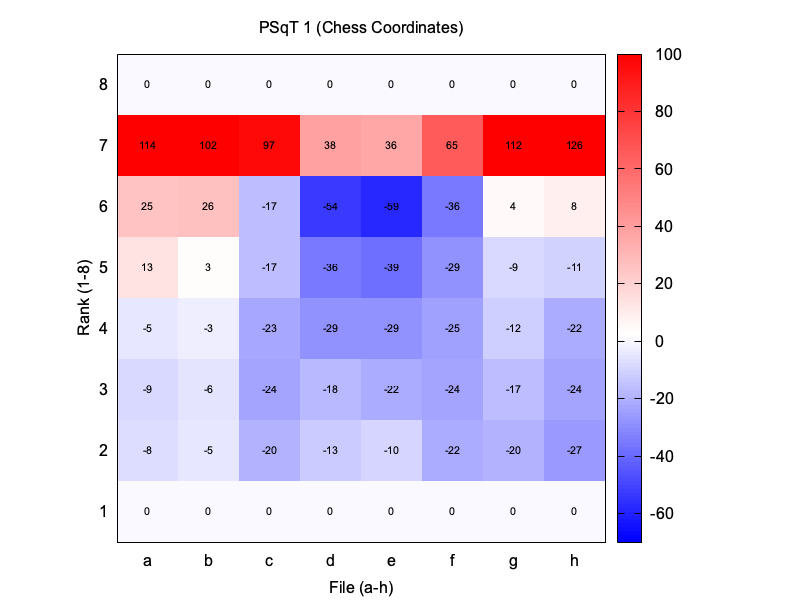 PSqT 1 (Chess Coordinates)
8 0 0 0 0 0 0 0 0
7 114 102 97 38 36 65 112 126
6 25 26 -17 -54 -59 -36 4 8
5 13 3 -17 -36 -39 -29 -9 -11
4 -5 -3 -23 -29 -29 -25 -12 -22
3 -9 -6 -24 -18 -22 -24 -17 -24
2 -8 -5 -20 -13 -10 -22 -20 -27
1 0 0 0 0 0 0 0 0
a b c d e f g h
File (a-h)
Rank (1-8)
100
80
60
40
20
0
-20
-40
-60